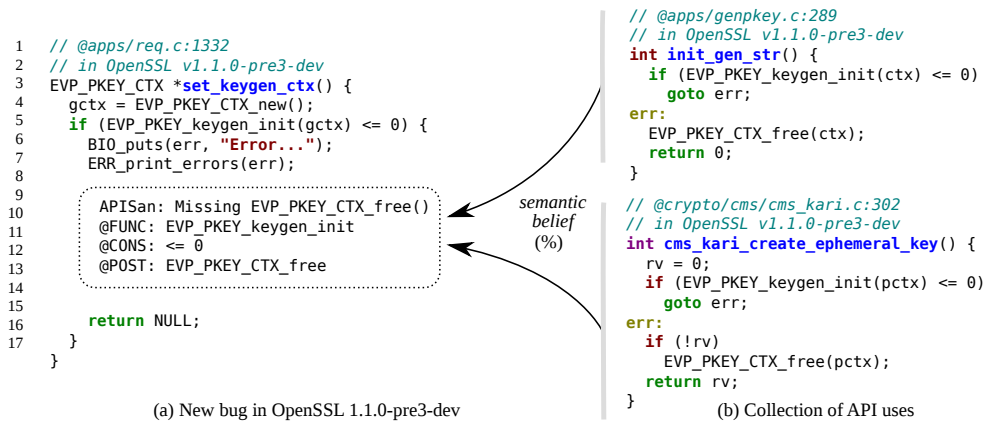 1 // @apps/req.c:1332
2 // in OpenSSL v1.1.0-pre3-dev
3 EVP_PKEY_CTX *set_keygen_ctx() {
4 gctx = EVP_PKEY_CTX_new();
5 if (EVP_PKEY_keygen_init(gctx) <= 0) {
6 BIO_puts(err, "Error...");
7 ERR_print_errors(err);
8
9 APISan: Missing EVP_PKEY_CTX_free()
10 @FUNC: EVP_PKEY_keygen_init
11 @CONS: <= 0
12 @POST: EVP_PKEY_CTX_free
13
14
15 return NULL;
16 }
17 }
(a) New bug in OpenSSL 1.1.0-pre3-dev
semantic
belief
(%)
// @apps/genpkey.c:289
// in OpenSSL v1.1.0-pre3-dev
int init_gen_str() {
if (EVP_PKEY_keygen_init(ctx) <= 0)
goto err;
err:
EVP_PKEY_CTX_free(ctx);
return 0;
}
// @crypto/cms/cms_kari.c:302
// in OpenSSL v1.1.0-pre3-dev
int cms_kari_create_ephemeral_key() {
rv = 0;
if (EVP_PKEY_keygen_init(pctx) <= 0)
goto err;
err:
if (!rv)
EVP_PKEY_CTX_free(pctx);
return rv;
}
(b) Collection of API uses